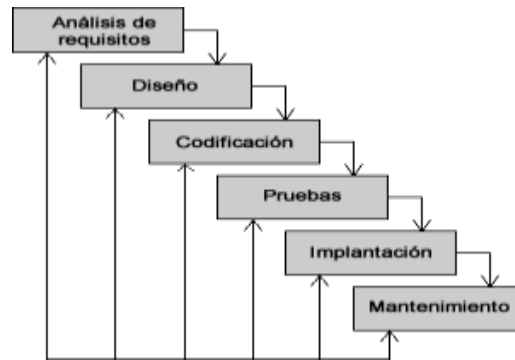 Análisis de
requisitos
Diseño
Codificación
Pruebas
Implantación
Mantenimiento